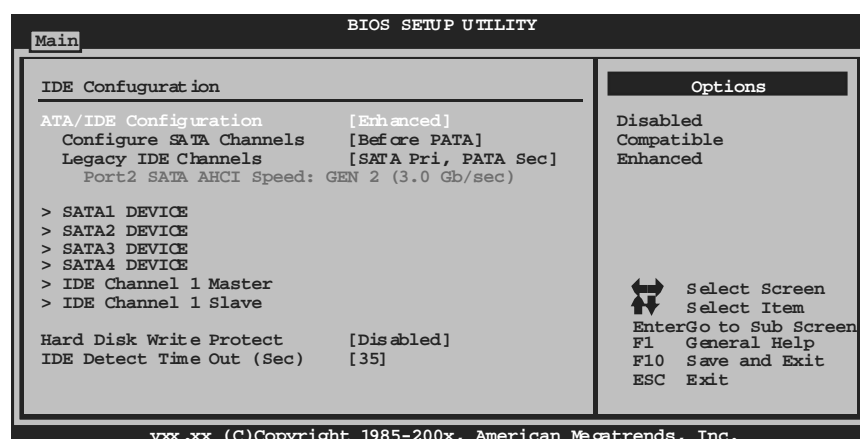 BIOS SETUP UTILITY
Main
IDE Confuguration
ATA/IDE Configuration [Enhanced]
Configure SATA Channels [Before PATA]
Legacy IDE Channels [SATA Pri, PATA Sec]
Port2 SATA AHCI Speed: GEN 2 (3.0 Gb/sec)
> SATA1 DEVICE
> SATA2 DEVICE
> SATA3 DEVICE
> SATA4 DEVICE
> IDE Channel 1 Master
> IDE Channel 1 Slave
Hard Disk Write Protect [Disabled]
IDE Detect Time Out (Sec) [35]
Options
Disabled
Compatible
Enhanced
Select Screen
Select Item
Enter Go to Sub Screen
F1 General Help
F10 Save and Exit
ESC Exit
vxx.xx (C)Copyright 1985-200x, American Megatrends, Inc.